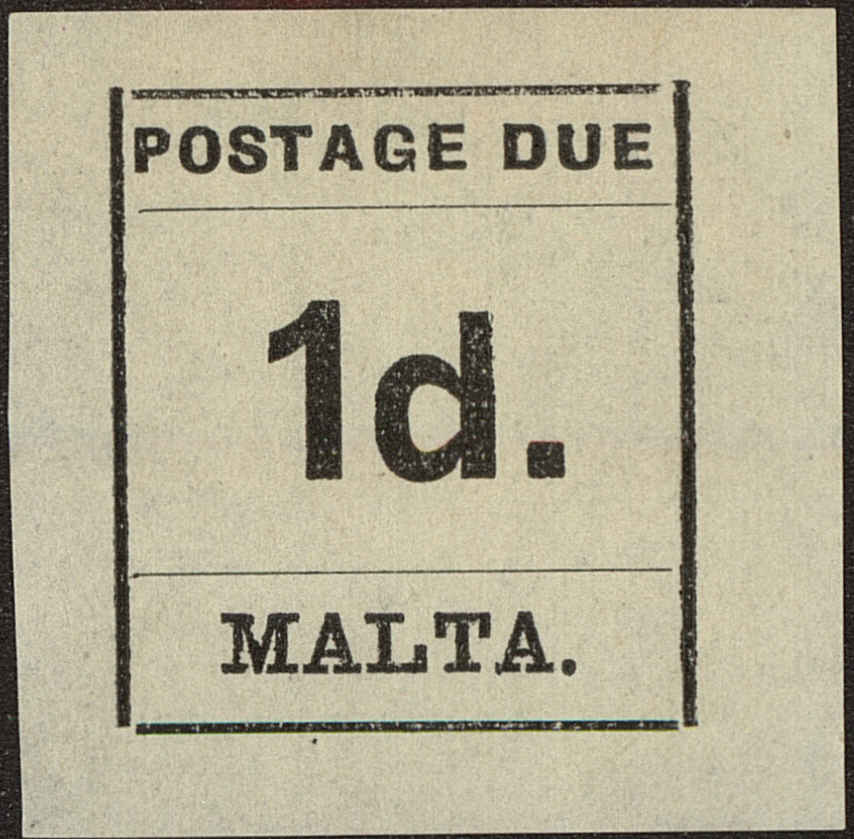 POSTAGE DUE
1d.
MALTA.